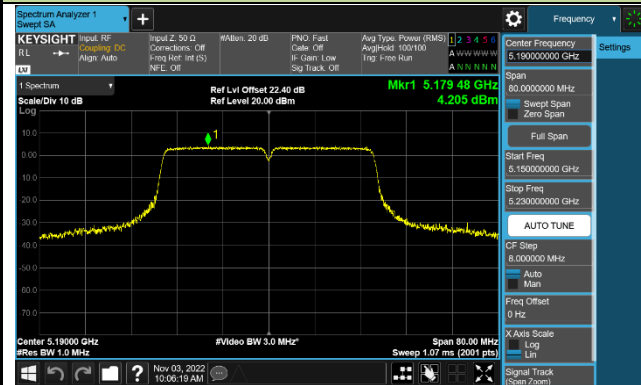 Spectrum Analyzer 1
Swept SA
+
Frequency
KEYSIGHT Input: RF Input Z: 50 Ω #Atten: 20 dB PNO: Fast Avg Type: Power (RMS) 1 2 3 4 5 6
RL Coupling: DC Corrections: Off Gate: Off Avg|Hold: 100/100 A W W W W W
Align: Auto Freq Ref: Int (S) IF Gain: Low Trig: Free Run
NFE: Off Sig Track: Off A N N N N N
LXI
1 Spectrum Ref Lvl Offset 22.40 dB Mkr1 5.179 48 GHz
Scale/Div 10 dB Ref Level 20.00 dBm 4.205 dBm
Log
1
10.0
0.00
-10.0
-20.0
-30.0
-40.0
-50.0
-60.0
-70.0
Center 5.19000 GHz #Video BW 3.0 MHz* Span 80.00 MHz
#Res BW 1.0 MHz Sweep 1.07 ms (2001 pts)
? Nov 03, 2022
10:06:19 AM
Center Frequency
5.190000000 GHz
Settings
Span
80.0000000 MHz
Swept Span
Zero Span
Full Span
Start Freq
5.150000000 GHz
Stop Freq
5.230000000 GHz
AUTO TUNE
CF Step
8.000000 MHz
Auto
Man
Freq Offset
0 Hz
X Axis Scale
Log
Lin
Signal Track
(Span Zoom)